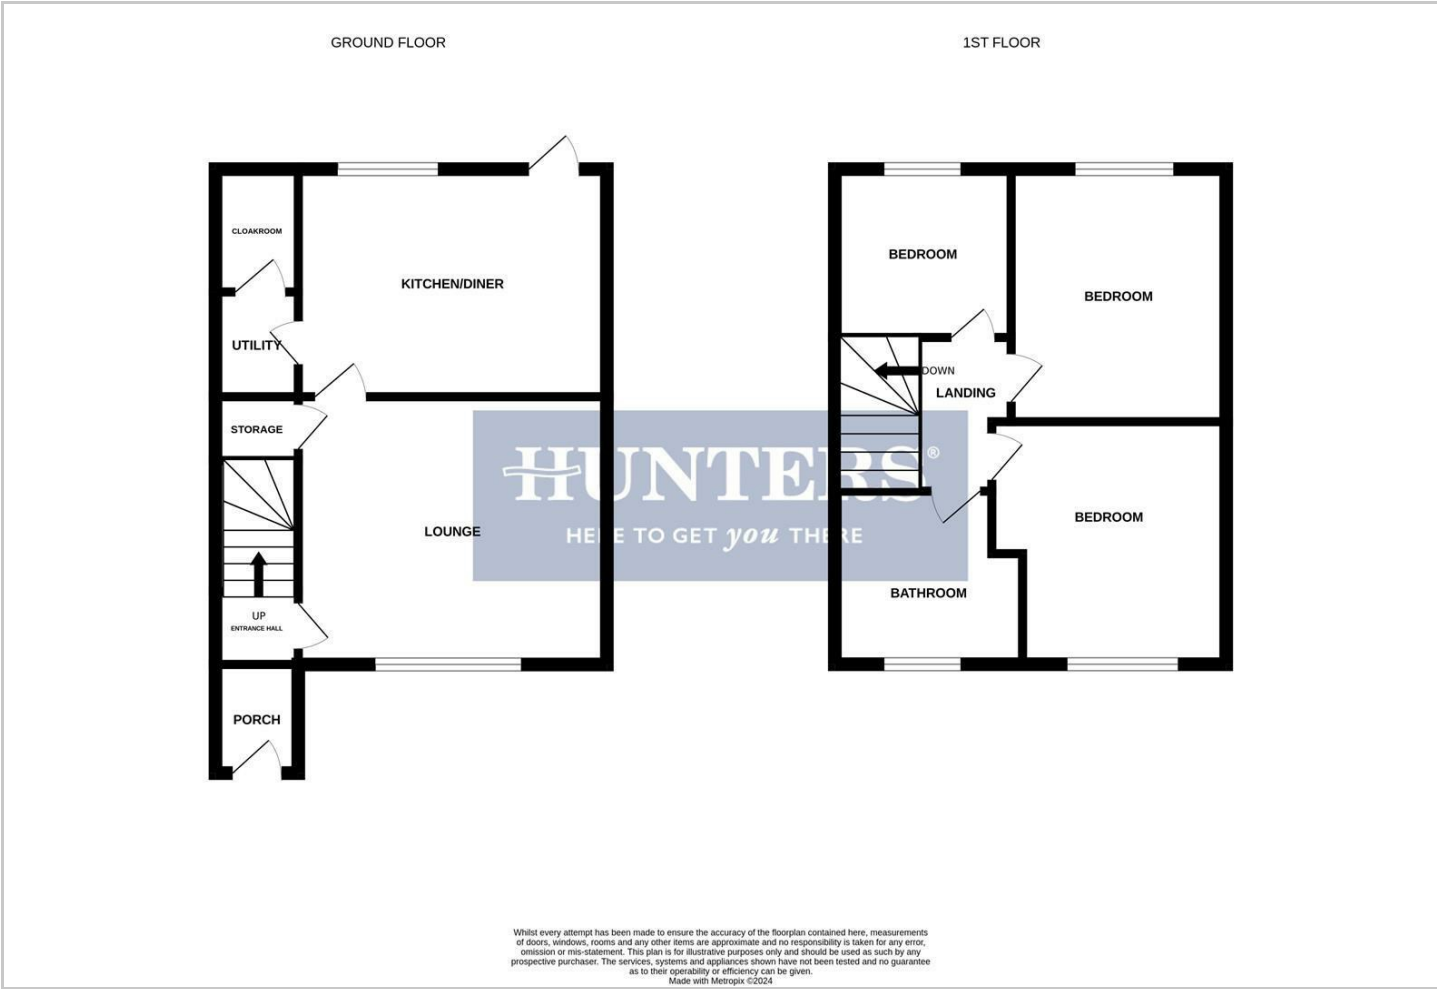 GROUND FLOOR
1ST FLOOR
CLOAKROOM
KITCHEN/DINER
UTILITY
STORAGE
LOUNGE
UP
ENTRANCE HALL
PORCH
BEDROOM
BEDROOM
DOWN
LANDING
BEDROOM
BATHROOM
HUNTERS®
HERE TO GET you THERE
Whilst every attempt has been made to ensure the accuracy of the floorplan contained here, measurements
of doors, windows, rooms and any other items are approximate and no responsibility is taken for any error,
omission or mis-statement. This plan is for illustrative purposes only and should be used as such by any
prospective purchaser. The services, systems and appliances shown have not been tested and no guarantee
as to their operability or efficiency can be given.
Made with Metropix ©2024